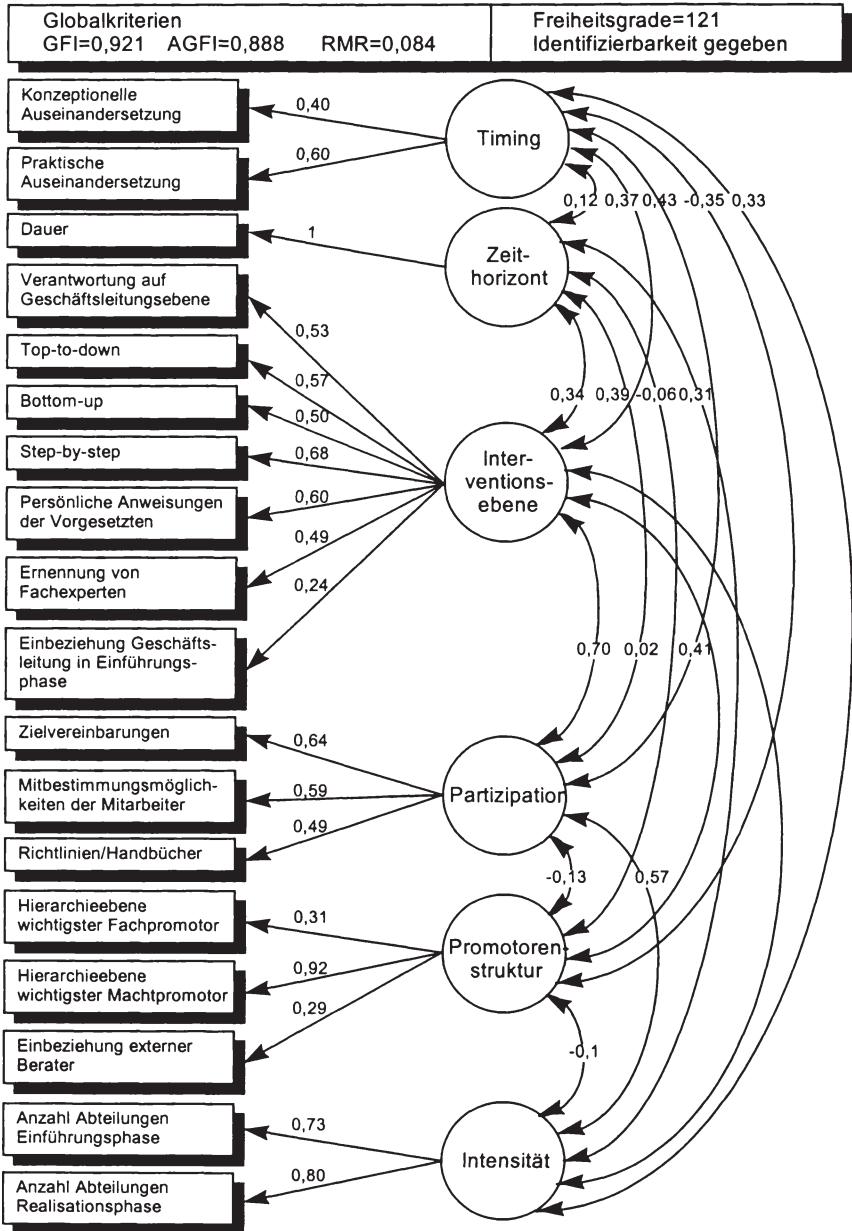 Globalkriterien
GFI=0,921 AGFI=0,888 RMR=0,084
Freiheitsgrade=121
Identifizierbarkeit gegeben
Konzeptionelle
Auseinandersetzung
0,40
Timing
Praktische
Auseinandersetzung
0,60
0,12 0,37 0,43 -0,35 0,33
Dauer
1
Zeit-
horizont
Verantwortung auf
Geschäftsleitungsebene
0,53
Top-to-down
0,57
0,34 0,39 -0,06 0,31
Bottom-up
0,50
Step-by-step
0,68
Inter-
ventions-
ebene
Persönliche Anweisungen
der Vorgesetzten
0,60
Ernennung von
Fachexperten
0,49
0,24
Einbeziehung Geschäfts-
leitung in Einführungs-
phase
0,70 0,02 0,41
Zielvereinbarungen
0,64
Mitbestimmungsmöglich-
keiten der Mitarbeiter
0,59
Partizipation
Richtlinien/Handbücher
0,49
-0,13 0,57
Hierarchieebene
wichtigster Fachpromotor
0,31
Promotoren-
struktur
Hierarchieebene
wichtigster Machtpromotor
0,92
0,29
Einbeziehung externer
Berater
-0,1
Anzahl Abteilungen
Einführungsphase
0,73
Intensität
Anzahl Abteilungen
Realisationsphase
0,80